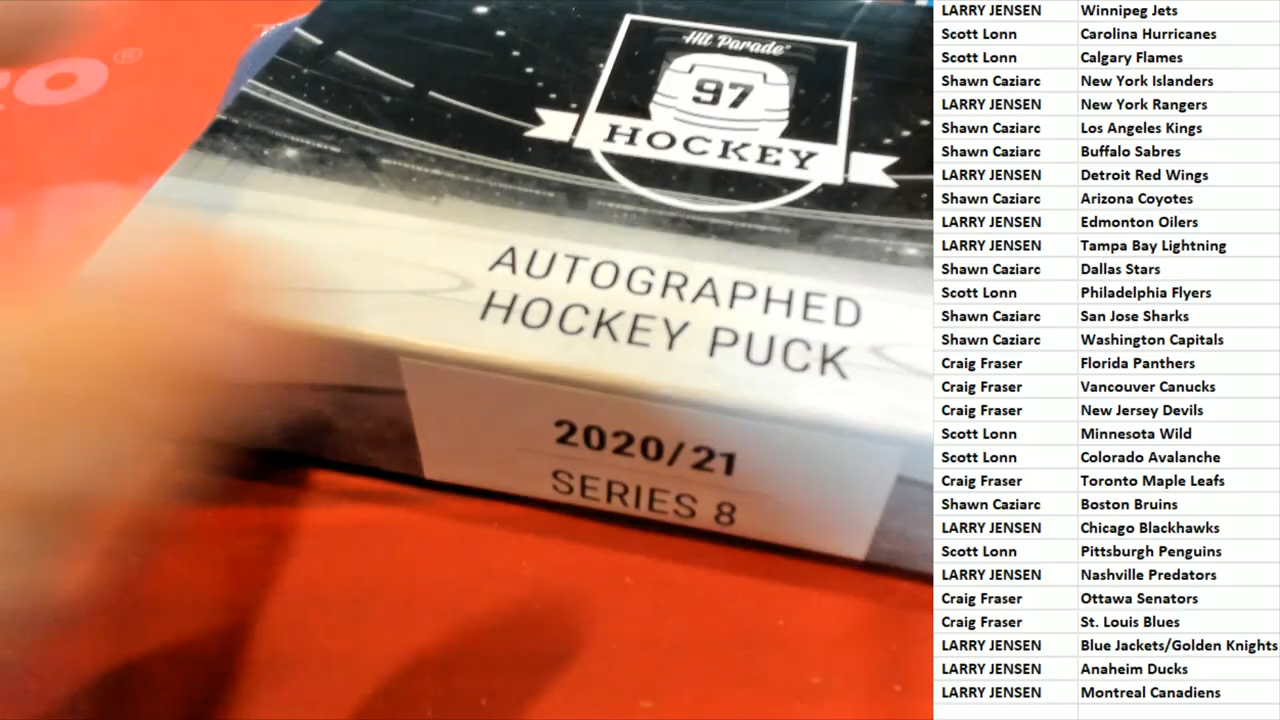 RO®
Hit Parade
97
HOCKEY
AUTOGRAPHED
HOCKEY PUCK
2020/21
SERIES 8
LARRY JENSEN Winnipeg Jets
Scott Lonn Carolina Hurricanes
Scott Lonn Calgary Flames
Shawn Caziarc New York Islanders
LARRY JENSEN New York Rangers
Shawn Caziarc Los Angeles Kings
Shawn Caziarc Buffalo Sabres
LARRY JENSEN Detroit Red Wings
Shawn Caziarc Arizona Coyotes
LARRY JENSEN Edmonton Oilers
LARRY JENSEN Tampa Bay Lightning
Shawn Caziarc Dallas Stars
Scott Lonn Philadelphia Flyers
Shawn Caziarc San Jose Sharks
Shawn Caziarc Washington Capitals
Craig Fraser Florida Panthers
Craig Fraser Vancouver Canucks
Craig Fraser New Jersey Devils
Scott Lonn Minnesota Wild
Scott Lonn Colorado Avalanche
Craig Fraser Toronto Maple Leafs
Shawn Caziarc Boston Bruins
LARRY JENSEN Chicago Blackhawks
Scott Lonn Pittsburgh Penguins
LARRY JENSEN Nashville Predators
Craig Fraser Ottawa Senators
Craig Fraser St. Louis Blues
LARRY JENSEN Blue Jackets/Golden Knights
LARRY JENSEN Anaheim Ducks
LARRY JENSEN Montreal Canadiens